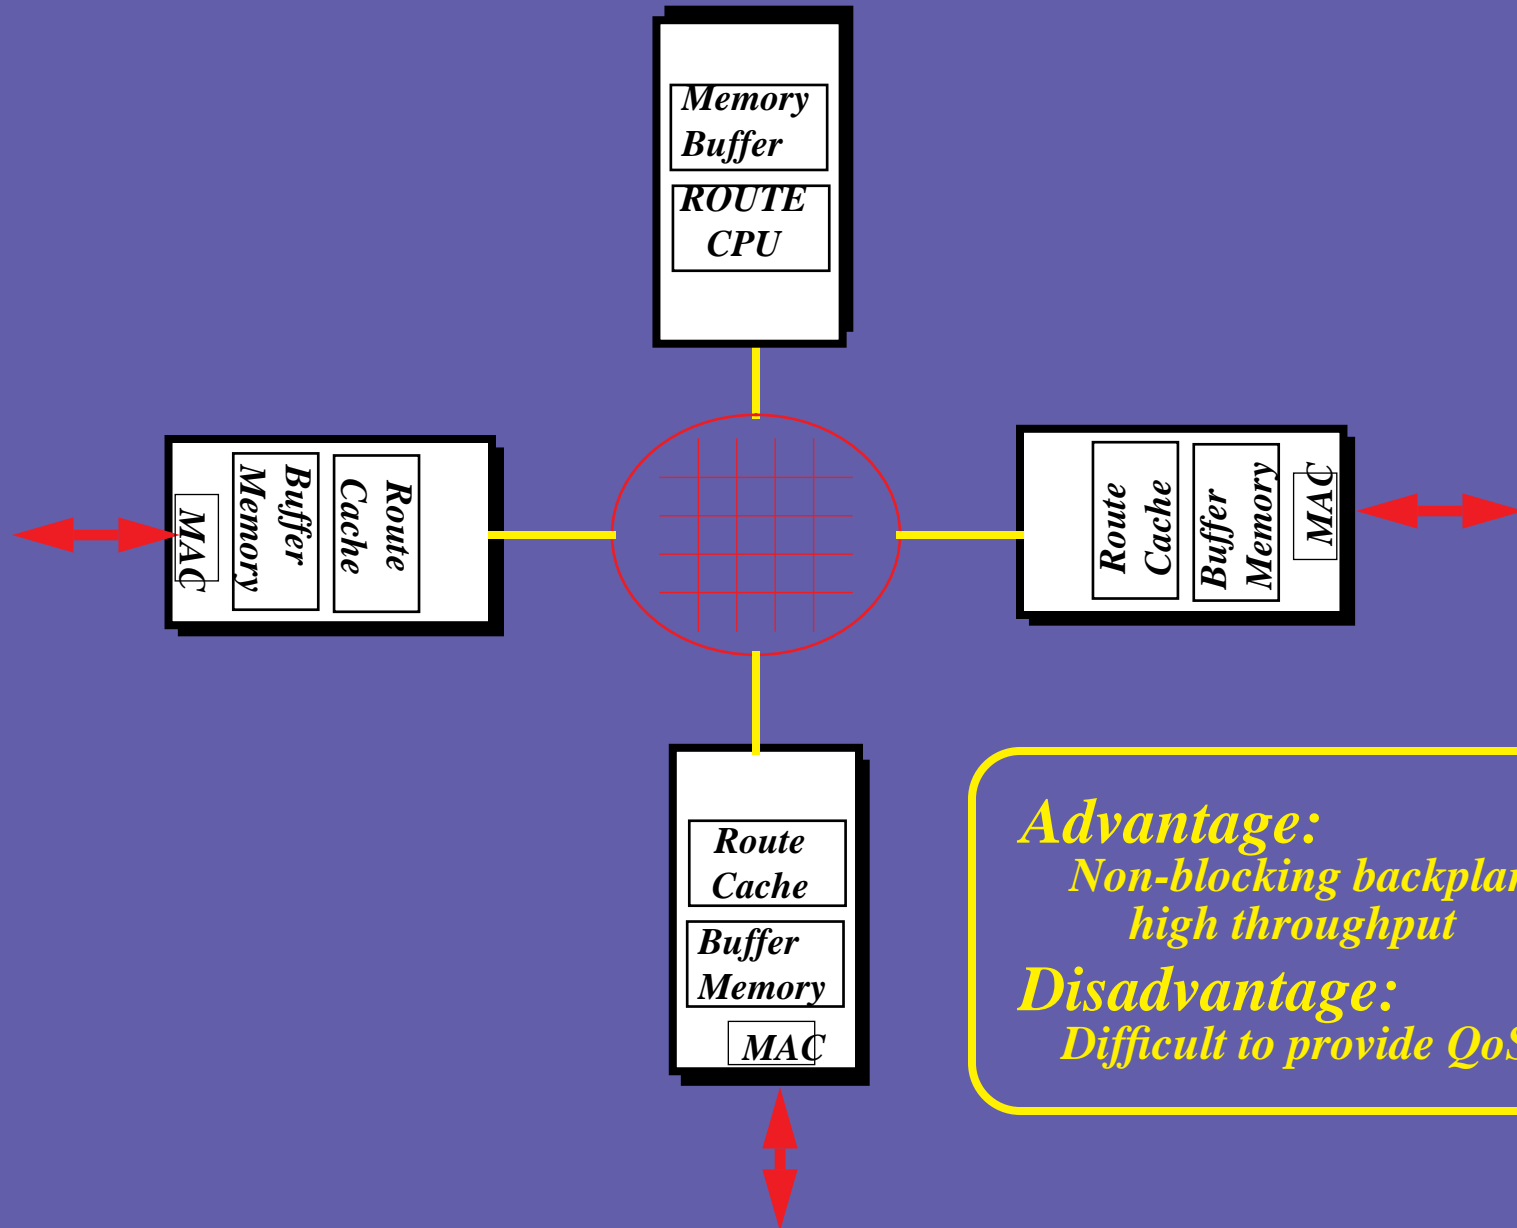 Memory
Buffer
ROUTE
CPU
MAC
Buffer
Memory
Route
Cache
Route
Cache
Buffer
Memory
MAC
Route
Cache
Buffer
Memory
MAC
Advantage:
Non-blocking backplan
high throughput
Disadvantage:
Difficult to provide QoS